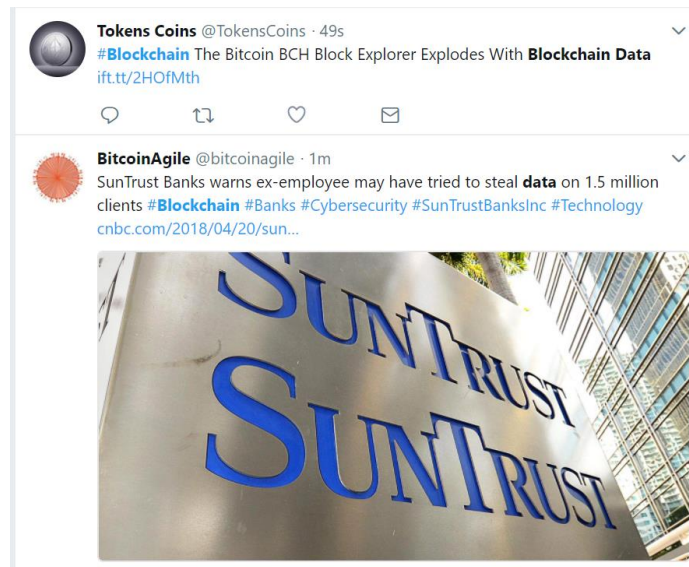 Tokens Coins @TokensCoins · 49s
#Blockchain The Bitcoin BCH Block Explorer Explodes With Blockchain Data
ift.tt/2HOfMth
BitcoinAgile @bitcoinagile · 1m
SunTrust Banks warns ex-employee may have tried to steal data on 1.5 million
clients #Blockchain #Banks #Cybersecurity #SunTrustBanksInc #Technology
cnbc.com/2018/04/20/sun...
SUNTRUST
SUNTRUST